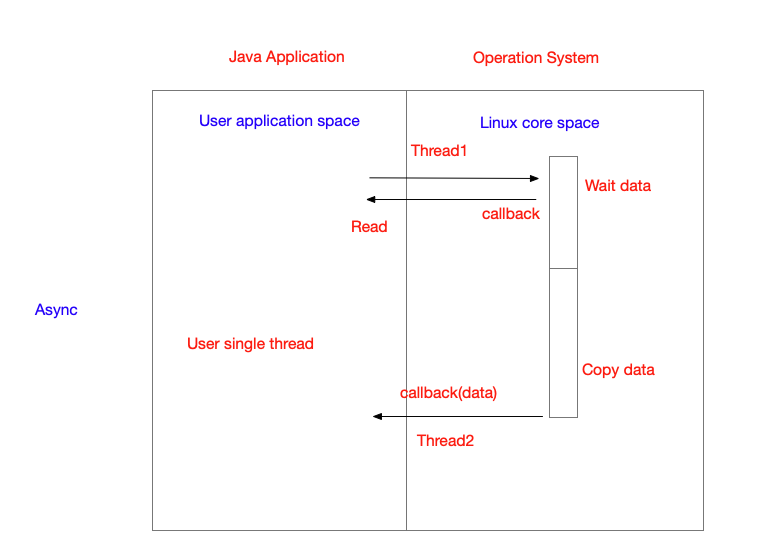 Java Application
Operation System
User application space
Linux core space
Thread1
Wait data
callback
Read
Async
User single thread
Copy data
callback(data)
Thread2